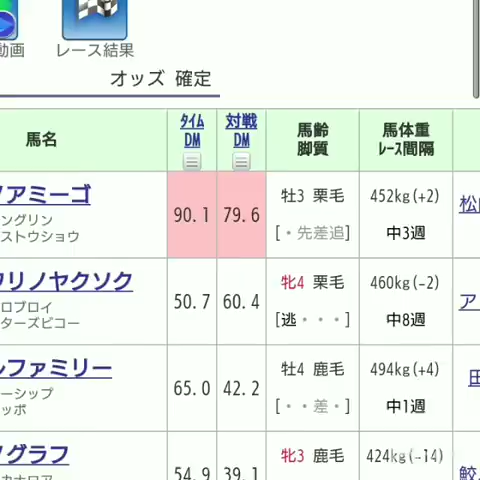 動画 レース結果
オッズ 確定
馬名 タイムDM 対戦DM 馬齢 脚質 馬体重 レース間隔
アミーゴ 90.1 79.6 牡3 栗毛 452kg(+2)
ングリン
ストウショウ [・先差追] 中3週
リノヤクソク 50.7 60.4 牝4 栗毛 460kg(-2) ア
ロブロイ
ターズビコー [逃・・・] 中8週
ファミリー 65.0 42.2 牡4 鹿毛 494kg(+4) 田
ーシップ
ッポ [・・差・] 中1週
グラフ 54.9 39.1 牝3 鹿毛 424kg(-14) 鮫